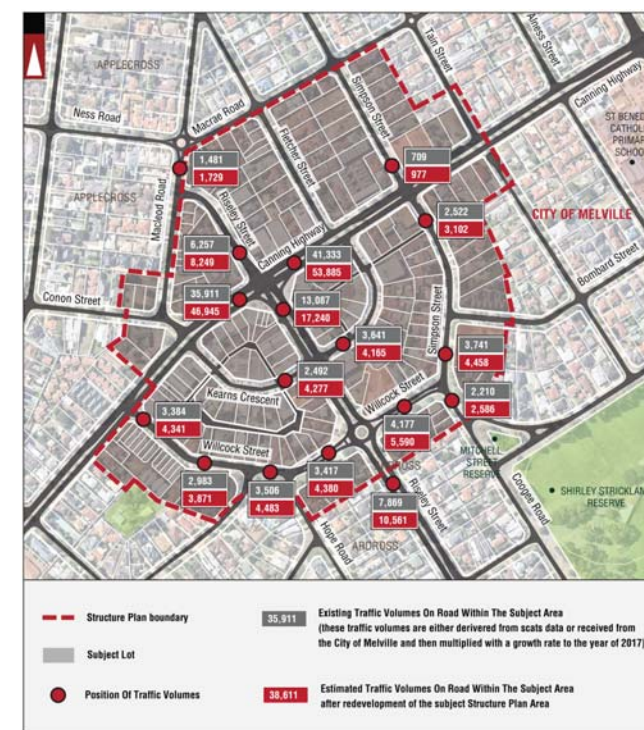 Tain Street
Alness Street
APPLECROSS
Simpson Street
Canning Highway
Ness Road
Macrae Road
Fletcher Street
ST BENED
CATHOL
PRIMAR
SCHOO
1,481
1,729
709
977
APPLECROSS
Macleod Road
Riseley Street
2,522
3,102
CITY OF MELVILLE
6,257
8,249
Canning Highway
41,333
53,885
Bombard Street
35,911
46,945
13,087
17,240
Conon Street
Simpson Street
3,641
4,165
3,741
4,458
2,492
4,277
Kearns Crescent
Willcock Street
2,210
2,586
3,384
4,341
4,177
5,590
Willcock Street
MITCHELL
STREET
RESERVE
3,417
4,380
2,983
3,871
3,506
4,483
7,869
10,561
ROSS
Riseley Street
Coogee Road
SHIRLEY STRICKLAN
RESERVE
Hope Road
ARDROSS
Structure Plan boundary
Subject Lot
Position Of Traffic Volumes
35,911
Existing Traffic Volumes On Road Within The Subject Area
(these traffic volumes are either derived from scats data or received from
the City of Melville and then multiplied with a growth rate to the year of 2017)
38,611
Estimated Traffic Volumes On Road Within The Subject Area
after redevelopment of the subject Structure Plan Area